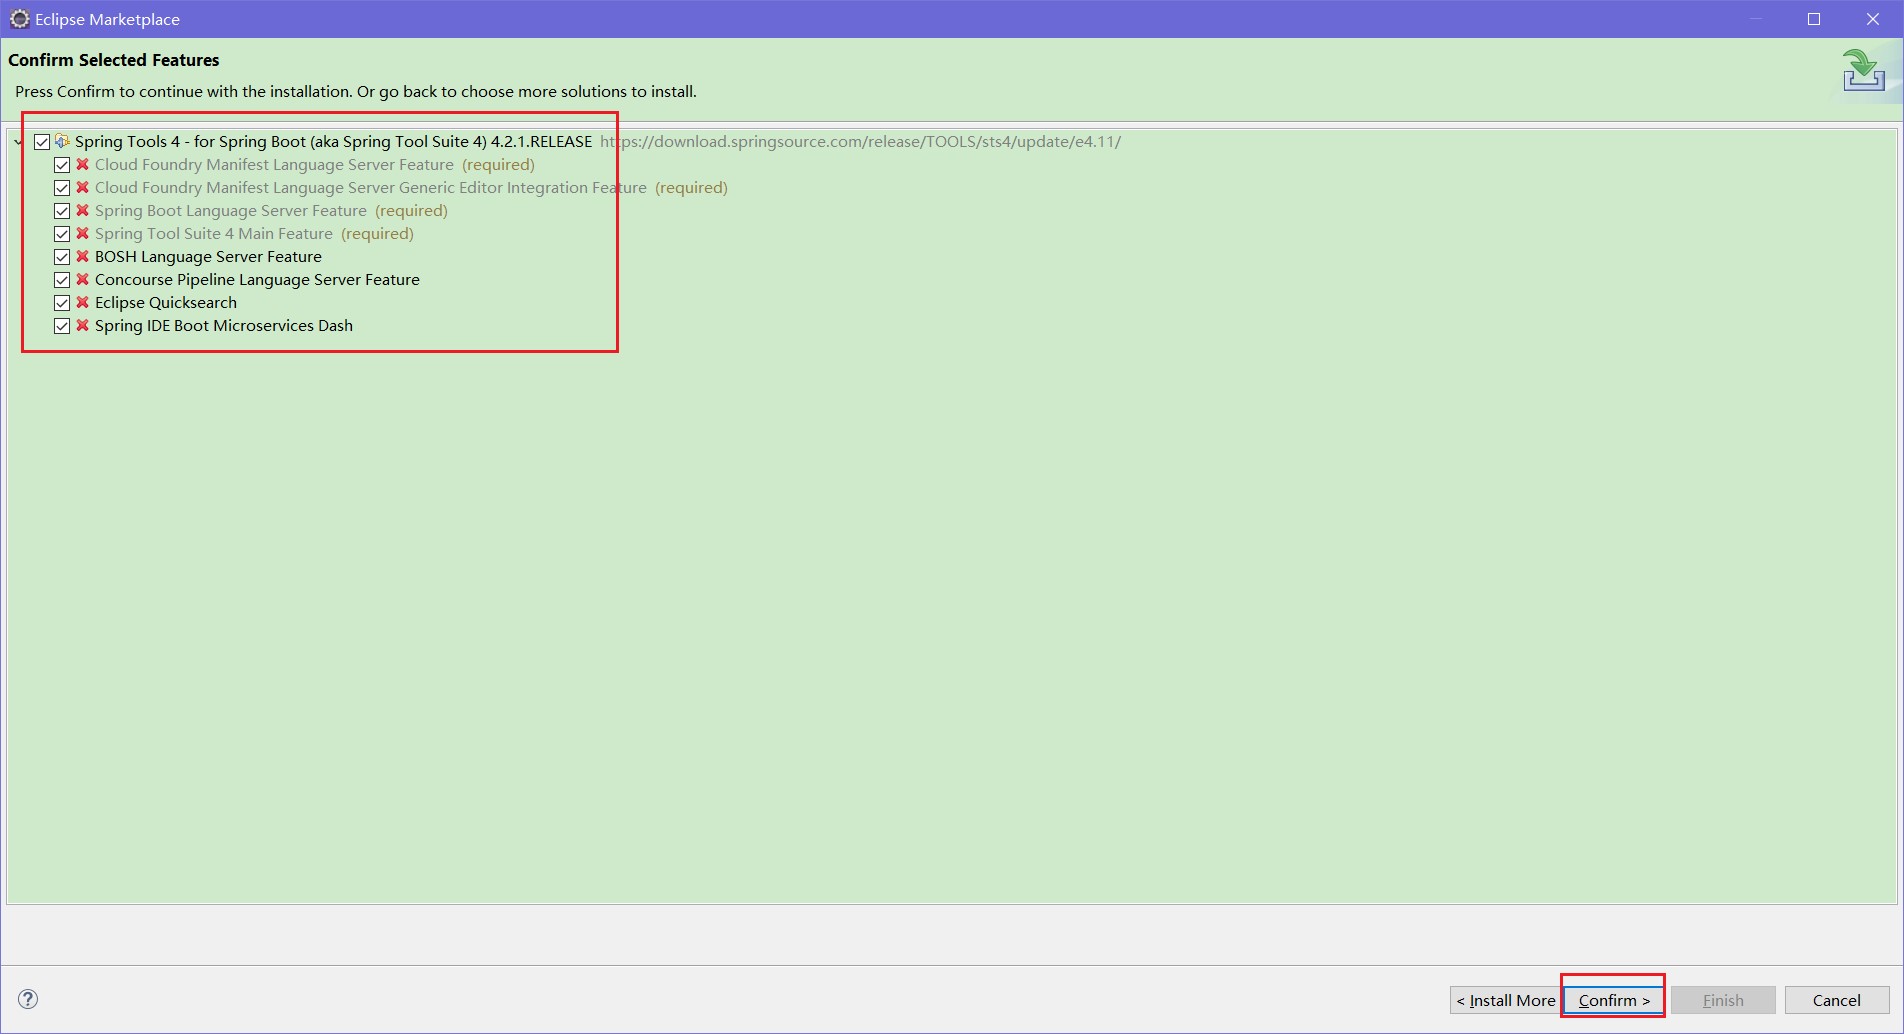 Eclipse Marketplace
Confirm Selected Features
Press Confirm to continue with the installation. Or go back to choose more solutions to install.
Spring Tools 4 - for Spring Boot (aka Spring Tool Suite 4) 4.2.1.RELEASE https://download.springsource.com/release/TOOLS/sts4/update/e4.11/
Cloud Foundry Manifest Language Server Feature (required)
Cloud Foundry Manifest Language Server Generic Editor Integration Feature (required)
Spring Boot Language Server Feature (required)
Spring Tool Suite 4 Main Feature (required)
BOSH Language Server Feature
Concourse Pipeline Language Server Feature
Eclipse Quicksearch
Spring IDE Boot Microservices Dash
? < Install More Confirm > Finish Cancel